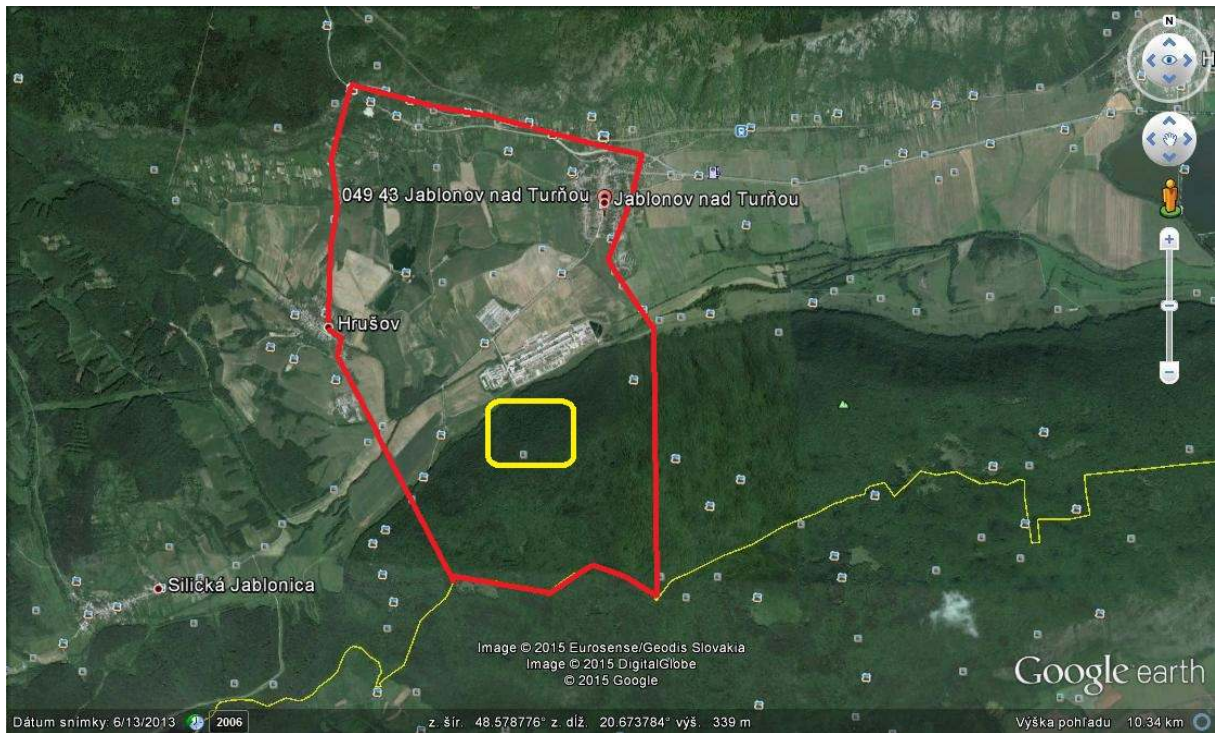 N
H
049 43 Jablonov nad Turňou
Jablonov nad Turňou
Hrušov
Silická Jablonica
Image © 2015 Eurosense/Geodis Slovakia
Image © 2015 DigitalGlobe
© 2015 Google
Google earth
Dátum snímky: 6/13/2013 2006 z. šír. 48.578776° z. dĺž. 20.673784° výš. 339 m Výška pohľadu 10.34 km